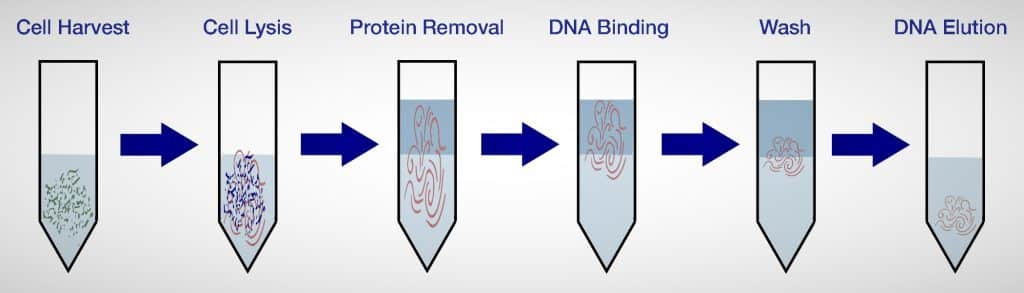 Cell Harvest
Cell Lysis
Protein Removal
DNA Binding
Wash
DNA Elution